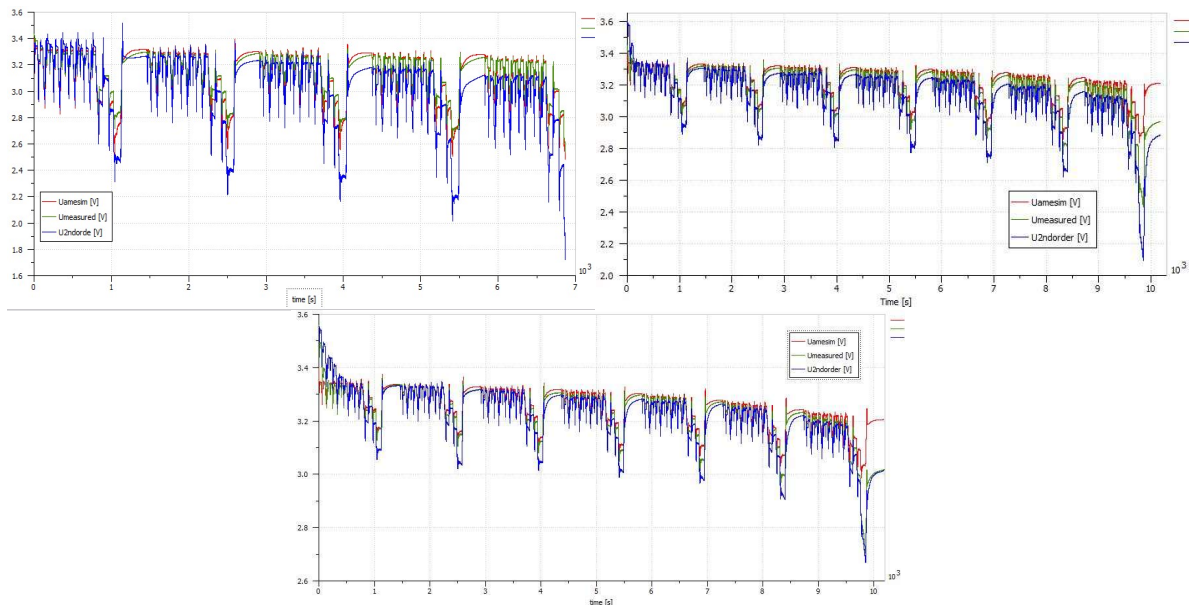 3.6
3.4
3.2
3.0
2.8
2.6
2.4
2.2
2.0
1.8
1.6
Uamesim [V]
Umeasured [V]
U2ndorde [V]
0 1 2 3 4 5 6 7
10³
time [s]
3.6
3.4
3.2
3.0
2.8
2.6
2.4
2.2
2.0
Uamesim [V]
Umeasured [V]
U2ndorder [V]
0 1 2 3 4 5 6 7 8 9 10
10³
Time [s]
3.6
3.4
3.2
3.0
2.8
2.6
Uamesim [V]
Umeasured [V]
U2ndorder [V]
0 1 2 3 4 5 6 7 8 9 10
10³
time [s]